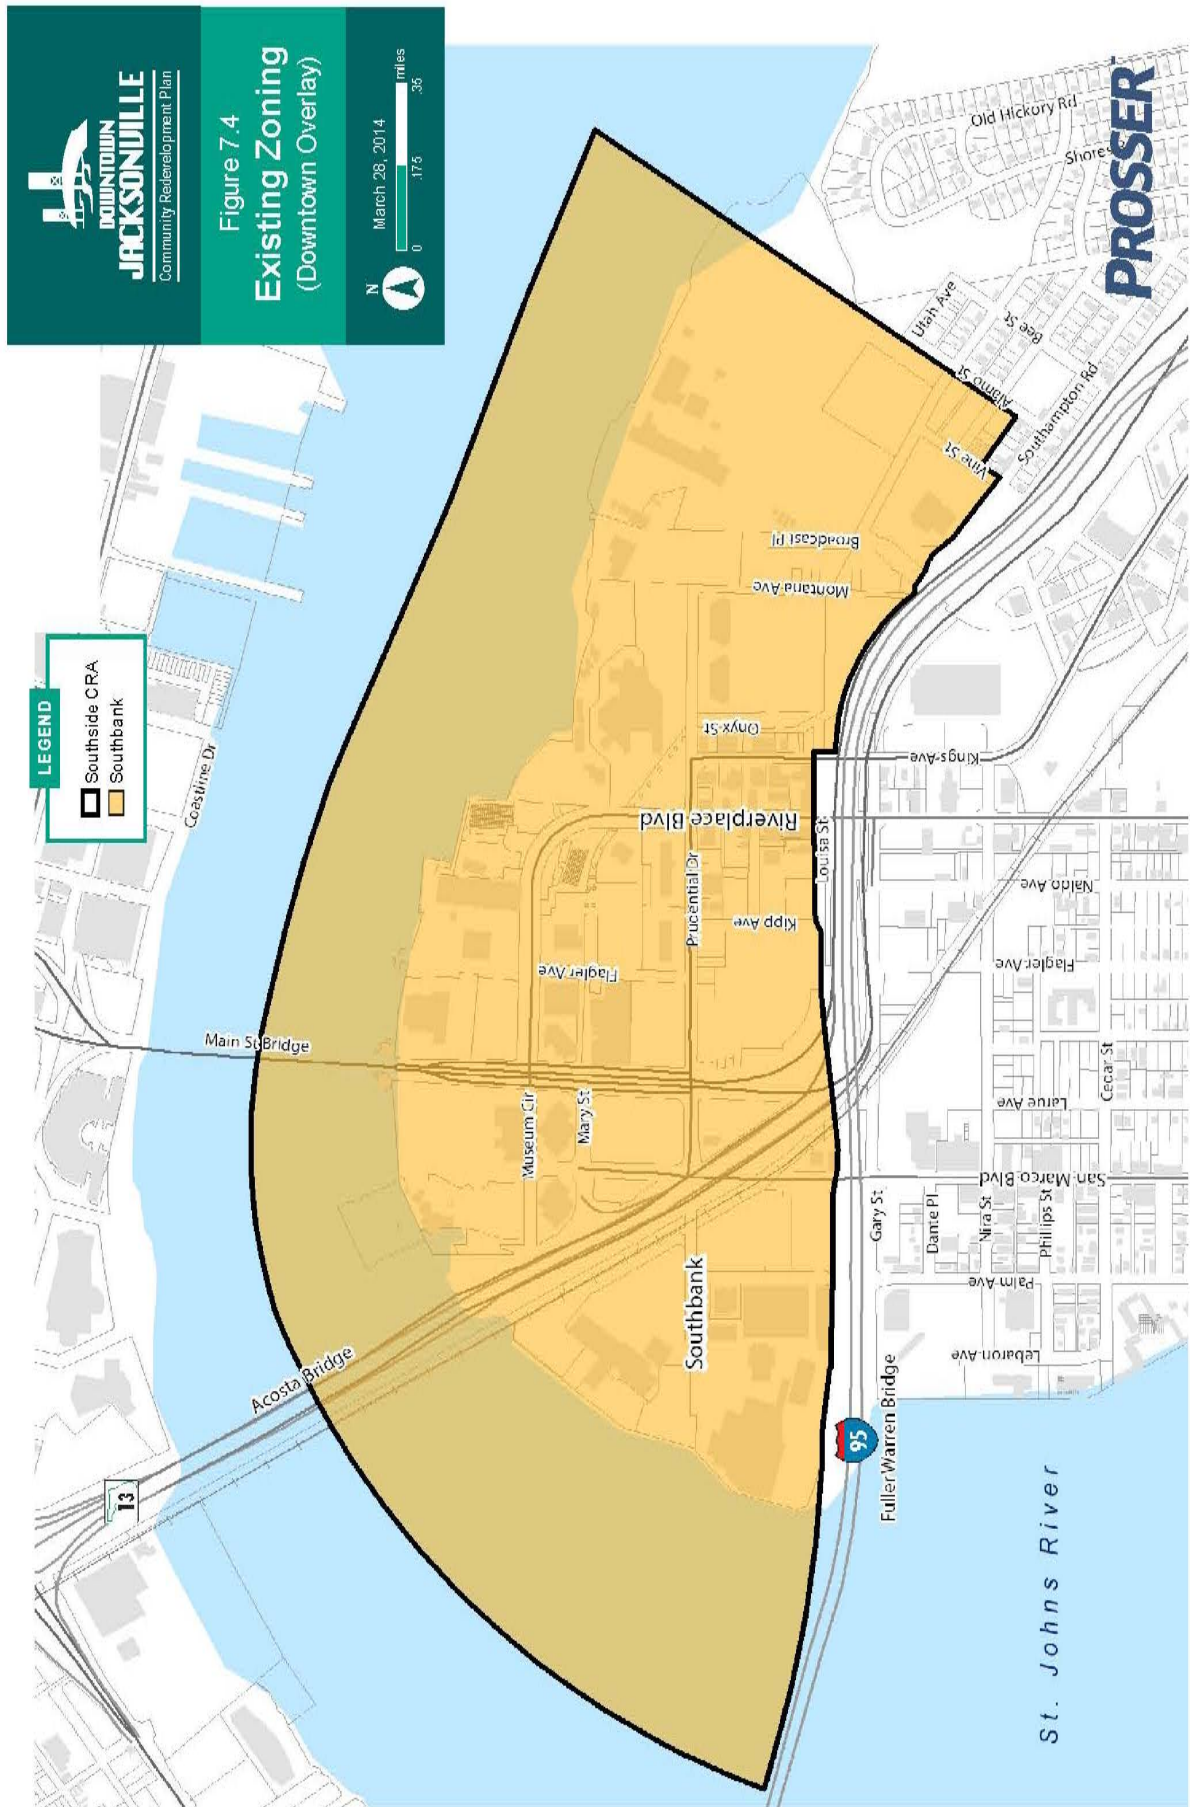 DOWNTOWN
JACKSONVILLE
Community Redevelopment Plan
Figure 7.4
Existing Zoning
(Downtown Overlay)
March 28, 2014
N
0 .175 .35 miles
LEGEND
Southside CRA
Southbank
13
Coastline Dr
Main St Bridge
Acosta Bridge
Museum Cir
Mary St
Flagler Ave
Riverplace Blvd
Prudential Dr
Kipp Ave
Onyx St
Montana Ave
Broadcast Pl
Vine St
Alamo St
Utah Ave
Bee St
Southampton Rd
Old Hickory Rd
Shores
Southbank
Louisa St
Kings Ave
Naldo Ave
Flagler Ave
Larue Ave
Cedar St
San Marco Blvd
Gary St
Dante Pl
Nira St
Phillips St
Palm Ave
Lebaron Ave
95
Fuller Warren Bridge
St. Johns River
PROSSER